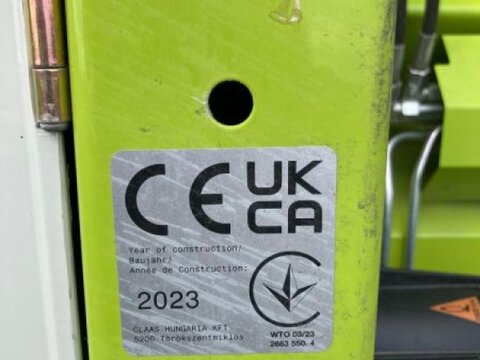 CE UK
CA
Year of construction/
Baujahr/
Année de Construction:
2023
CLAAS HUNGARIA KFT
5200 Törökszentmiklos
WTO 03/23
2683 550. 4